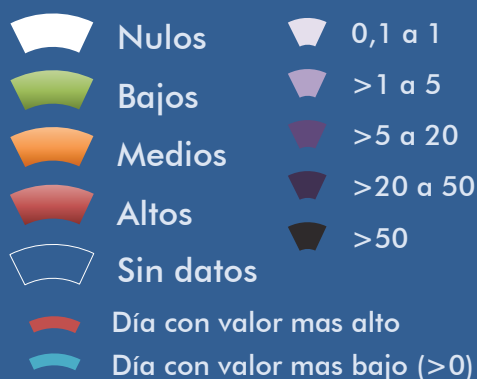 Nulos
Bajos
Medios
Altos
Sin datos
0,1 a 1
>1 a 5
>5 a 20
>20 a 50
>50
Día con valor mas alto
Día con valor mas bajo (>0)